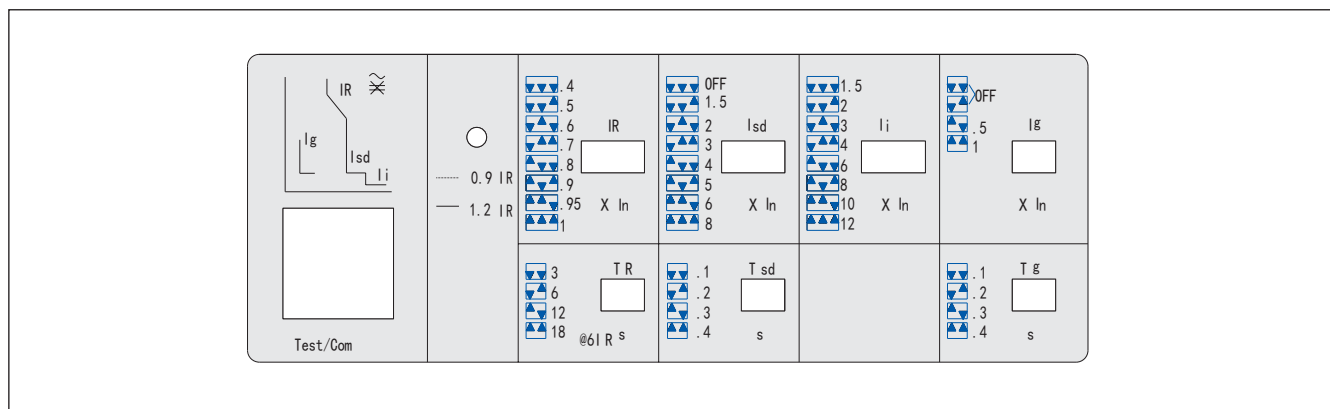 IR
Ig
Isd
Ii
Test/Com
0.9 IR
1.2 IR
.4
.5
.6
.7
.8
.9
.95
1
IR
X In
OFF
1.5
2
3
4
5
6
8
Isd
X In
1.5
2
3
4
6
8
10
12
Ii
X In
OFF
.5
1
Ig
X In
3
6
12
18
T R
@6IR s
.1
.2
.3
.4
T sd
s
.1
.2
.3
.4
T g
s